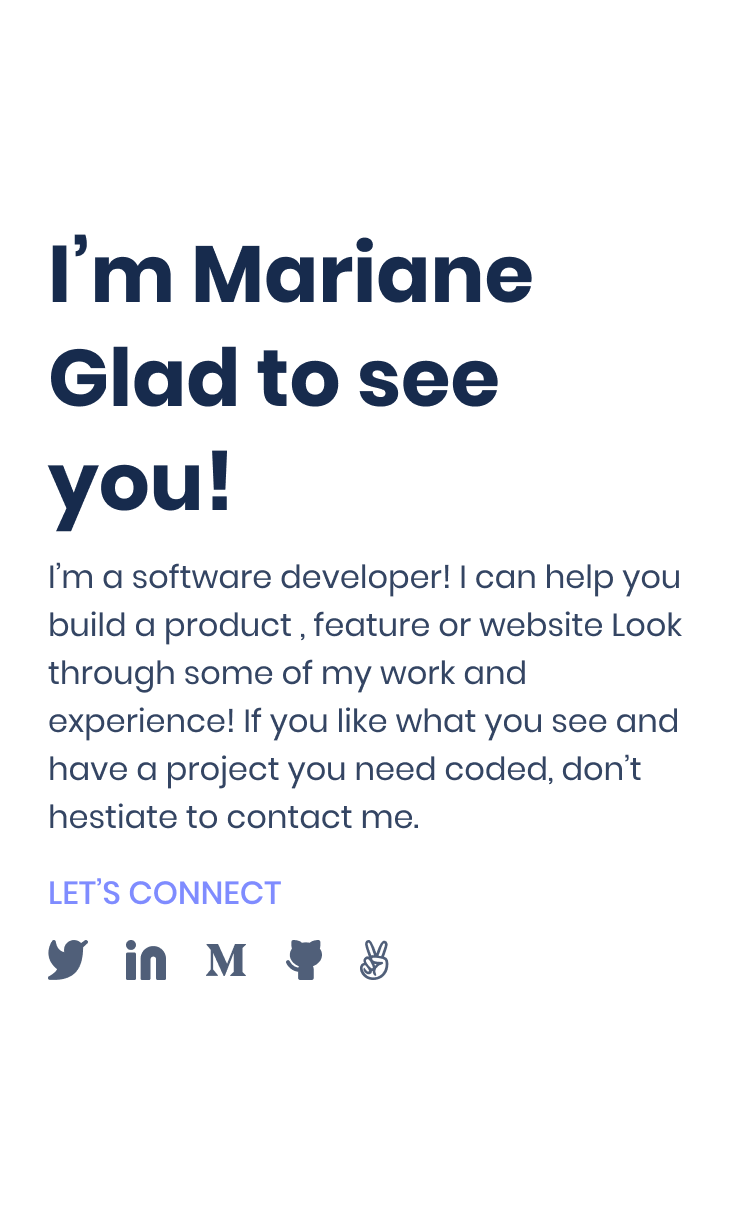 I’m Mariane
Glad to see
you!
I’m a software developer! I can help you
build a product , feature or website Look
through some of my work and
experience! If you like what you see and
have a project you need coded, don’t
hestiate to contact me.
LET’S CONNECT
in M